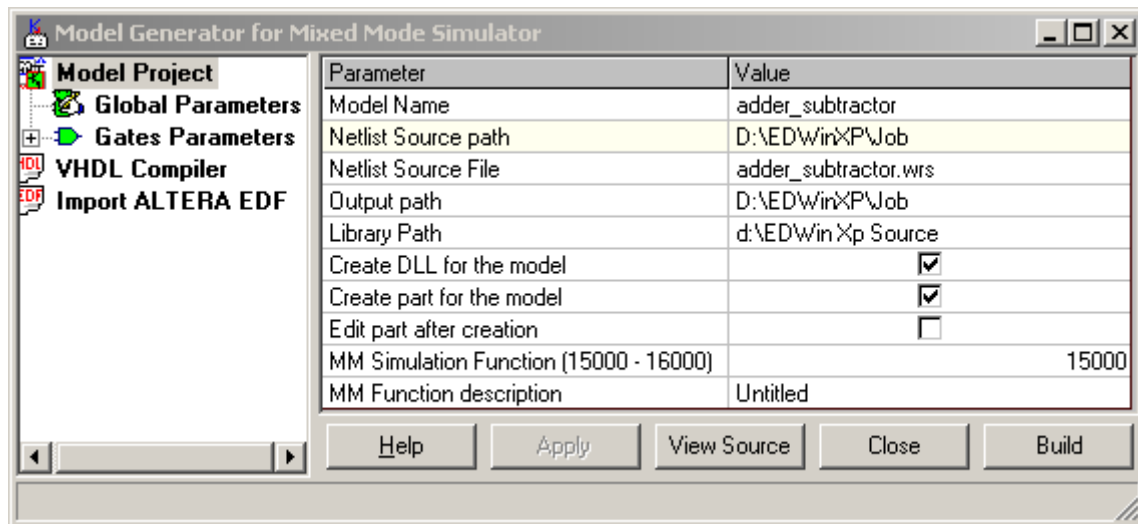 Model Generator for Mixed Mode Simulator
Model Project
Global Parameters
Gates Parameters
VHDL Compiler
Import ALTERA EDF
Parameter Value
Model Name adder_subtractor
Netlist Source path D:\EDWinXP\Job
Netlist Source File adder_subtractor.wrs
Output path D:\EDWinXP\Job
Library Path d:\EDWin Xp Source
Create DLL for the model
Create part for the model
Edit part after creation
MM Simulation Function (15000 - 16000) 15000
MM Function description Untitled
Help Apply View Source Close Build